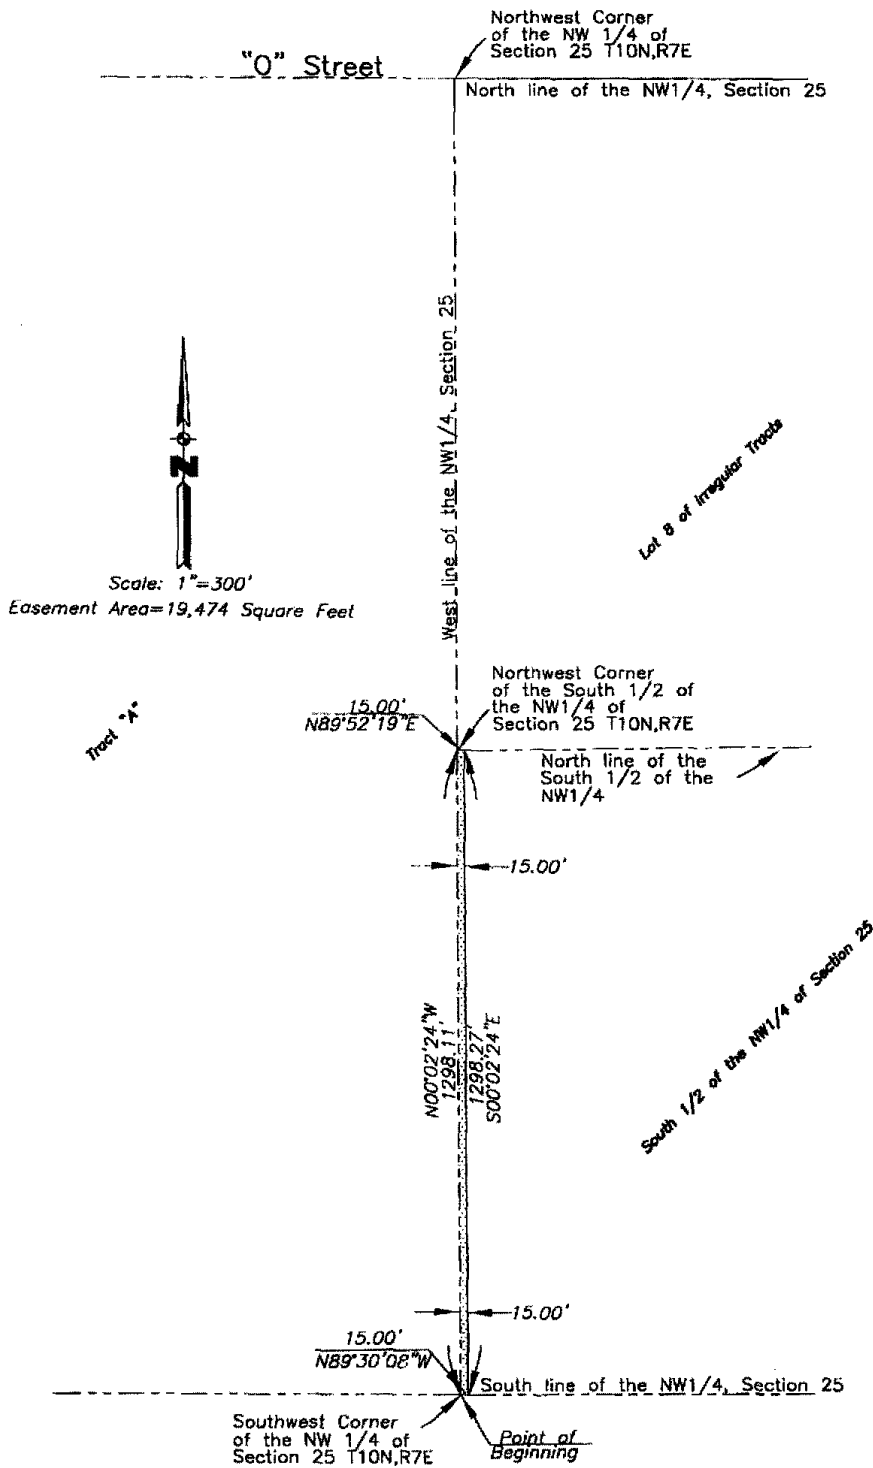 Northwest Corner
of the NW 1/4 of
Section 25 T10N,R7E
"O" Street
North line of the NW1/4, Section 25
West line of the NW1/4, Section 25
N
Scale: 1"=300'
Easement Area=19,474 Square Feet
Lot 8 of Irregular Tracts
Tract "A"
15.00'
N89°52'19"E
Northwest Corner
of the South 1/2 of
the NW1/4 of
Section 25 T10N,R7E
North line of the
South 1/2 of the
NW1/4
15.00'
N00°02'24"W
1298.11'
1298.27'
S00°02'24"E
South 1/2 of the NW1/4 of Section 25
15.00'
15.00'
N89°30'08"W
South line of the NW1/4, Section 25
Southwest Corner
of the NW 1/4 of
Section 25 T10N,R7E
Point of
Beginning